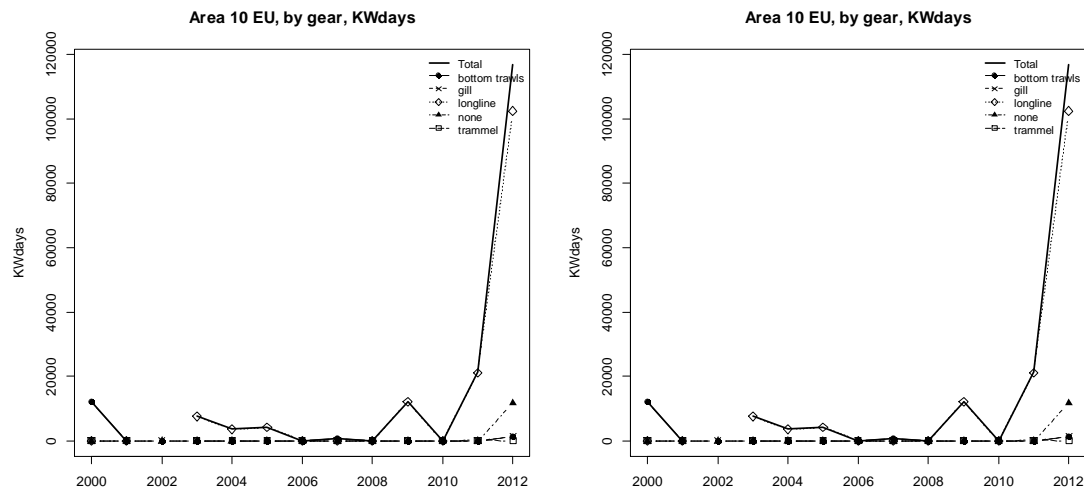 Area 10 EU, by gear, KWdays
KWdays
120000
100000
80000
60000
40000
20000
0
Total
bottom trawls
gill
longline
none
trammel
2000 2002 2004 2006 2008 2010 2012
Area 10 EU, by gear, KWdays
KWdays
120000
100000
80000
60000
40000
20000
0
Total
bottom trawls
gill
longline
none
trammel
2000 2002 2004 2006 2008 2010 2012